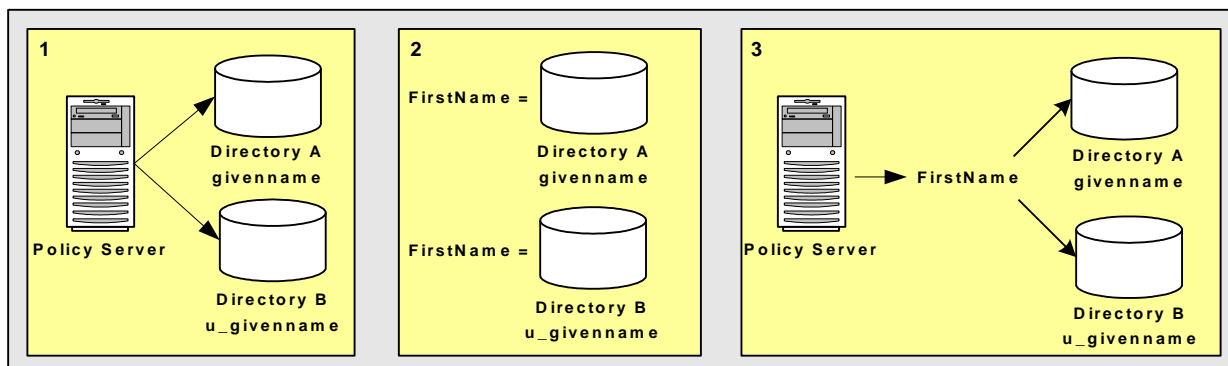 1
Directory A
givenname
Policy Server
Directory B
u_givenname
2
FirstName =
Directory A
givenname
FirstName =
Directory B
u_givenname
3
Directory A
givenname
FirstName
Policy Server
Directory B
u_givenname